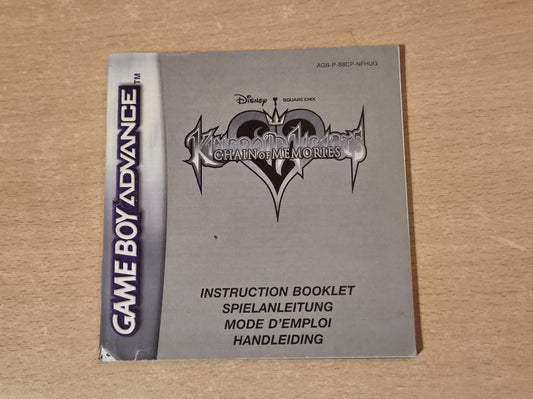 AGB-P-B8CP-NFHUG
Disney SQUARE ENIX
KINGDOM HEARTS
CHAIN OF MEMORIES
INSTRUCTION BOOKLET
SPIELANLEITUNG
MODE D'EMPLOI
HANDLEIDING
GAME BOY ADVANCE™